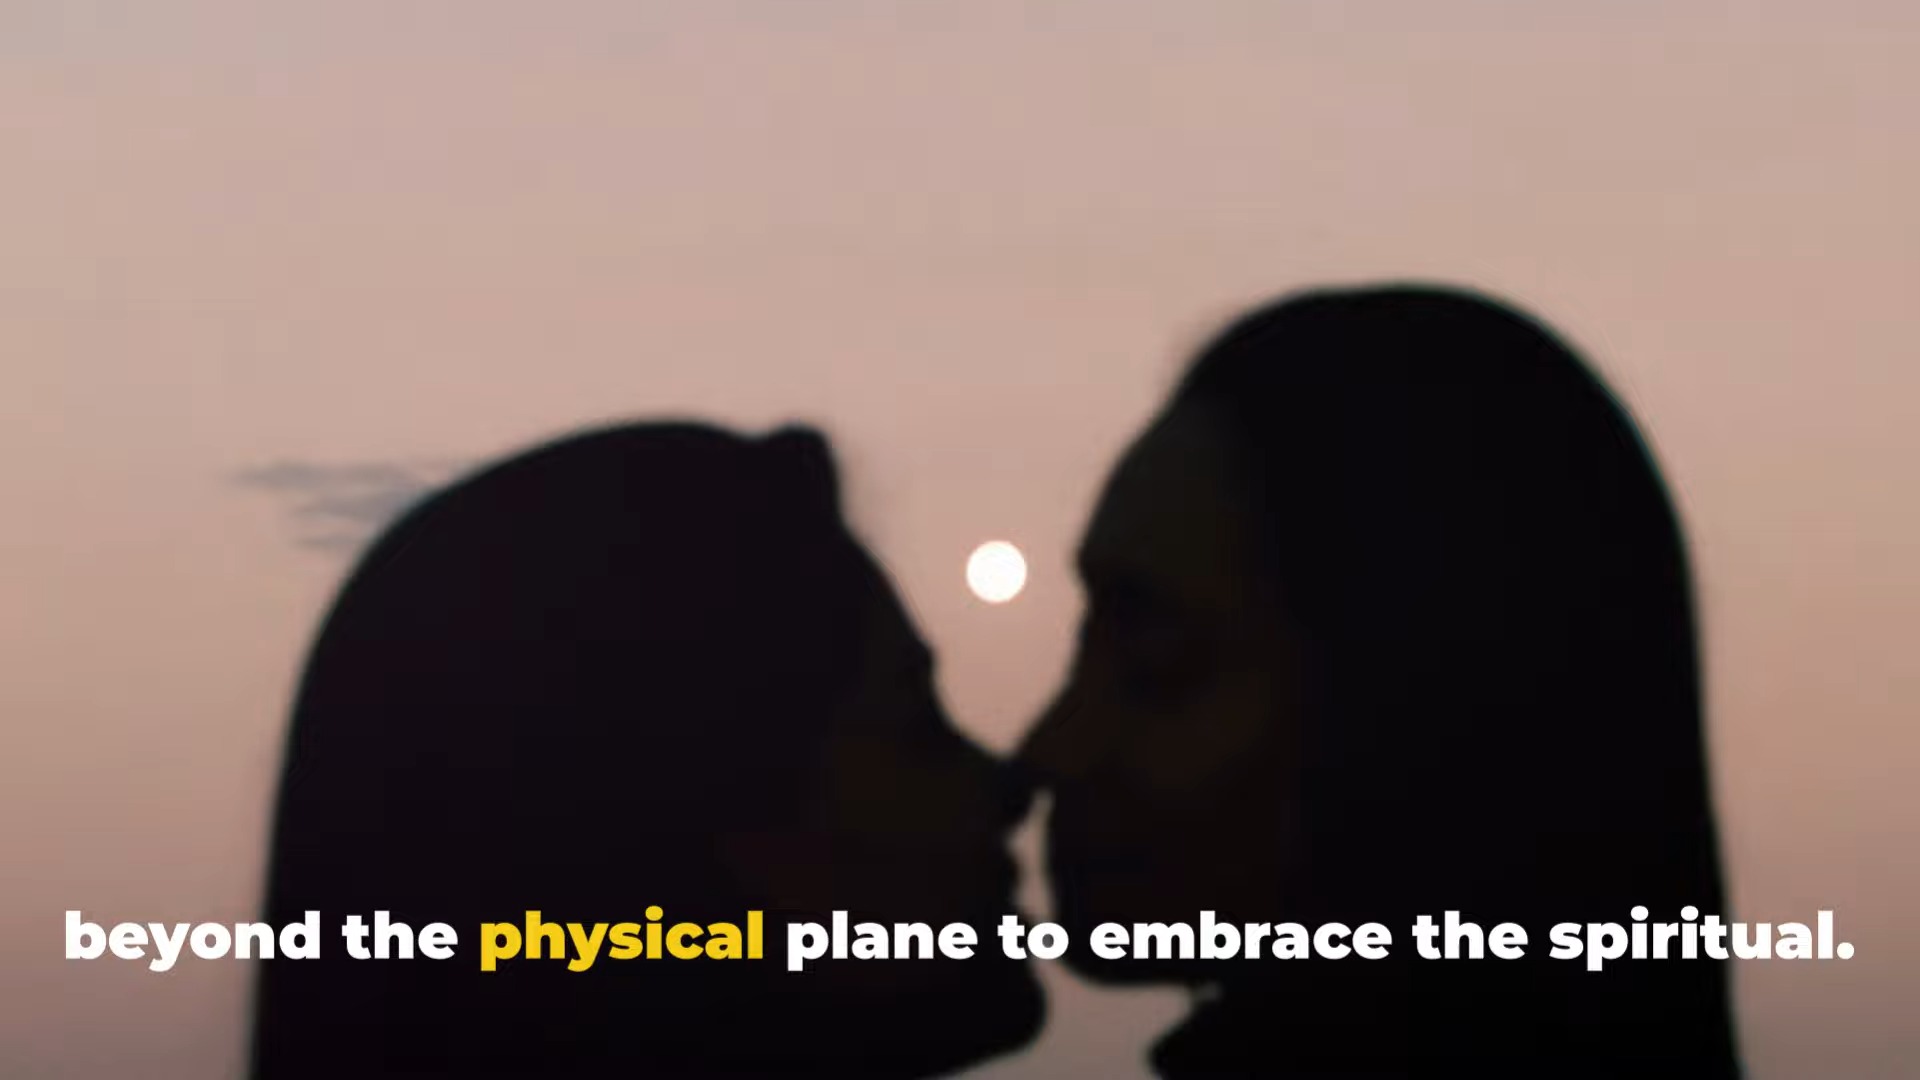 beyond the physical plane to embrace the spiritual.